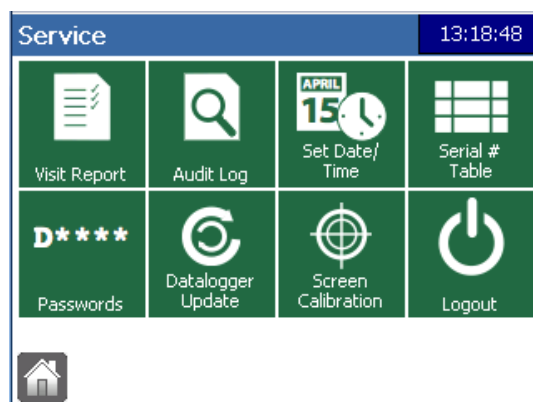 Service
13:18:48
Visit Report
Audit Log
APRIL
15
Set Date/
Time
Serial #
Table
D****
Passwords
Datalogger
Update
Screen
Calibration
Logout